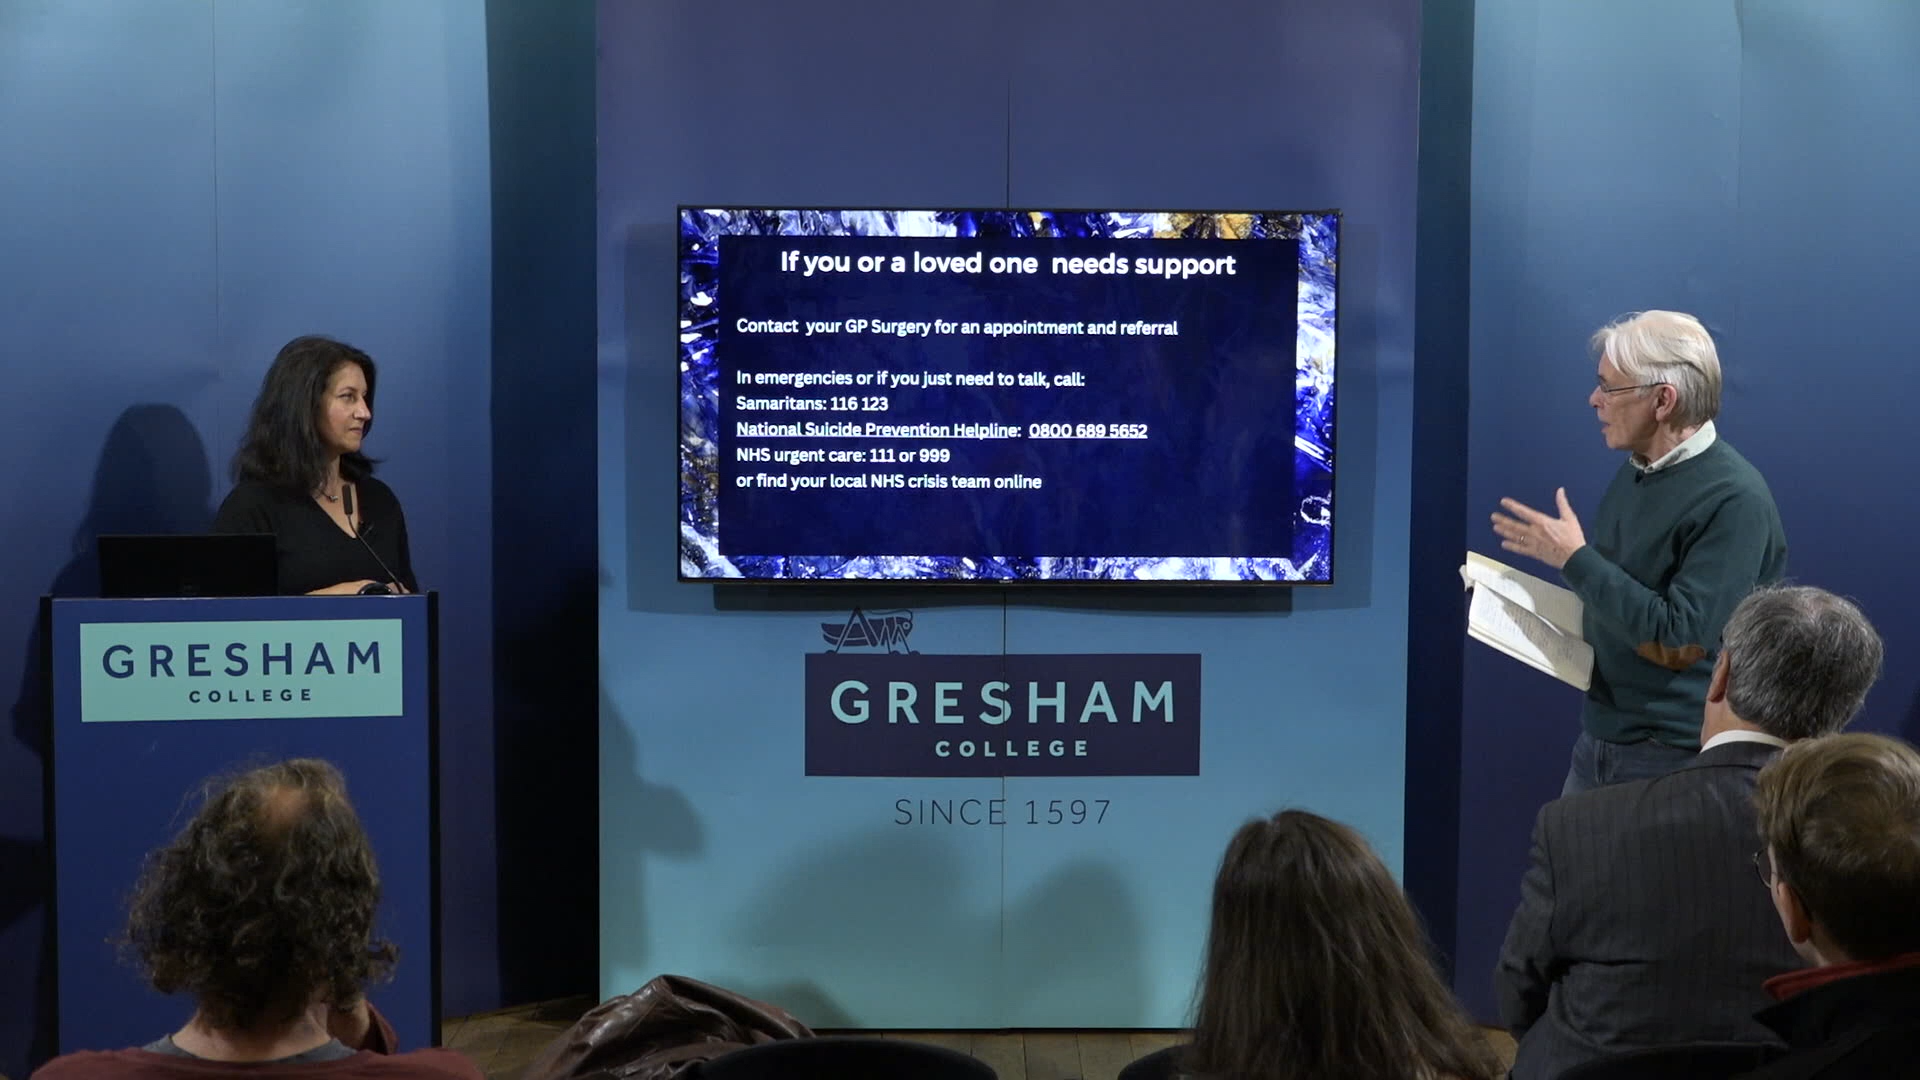 If you or a loved one needs support
Contact your GP Surgery for an appointment and referral
In emergencies or if you just need to talk, call:
Samaritans: 116 123
National Suicide Prevention Helpline: 0800 689 5652
NHS urgent care: 111 or 999
or find your local NHS crisis team online
GRESHAM
COLLEGE
GRESHAM
COLLEGE
SINCE 1597